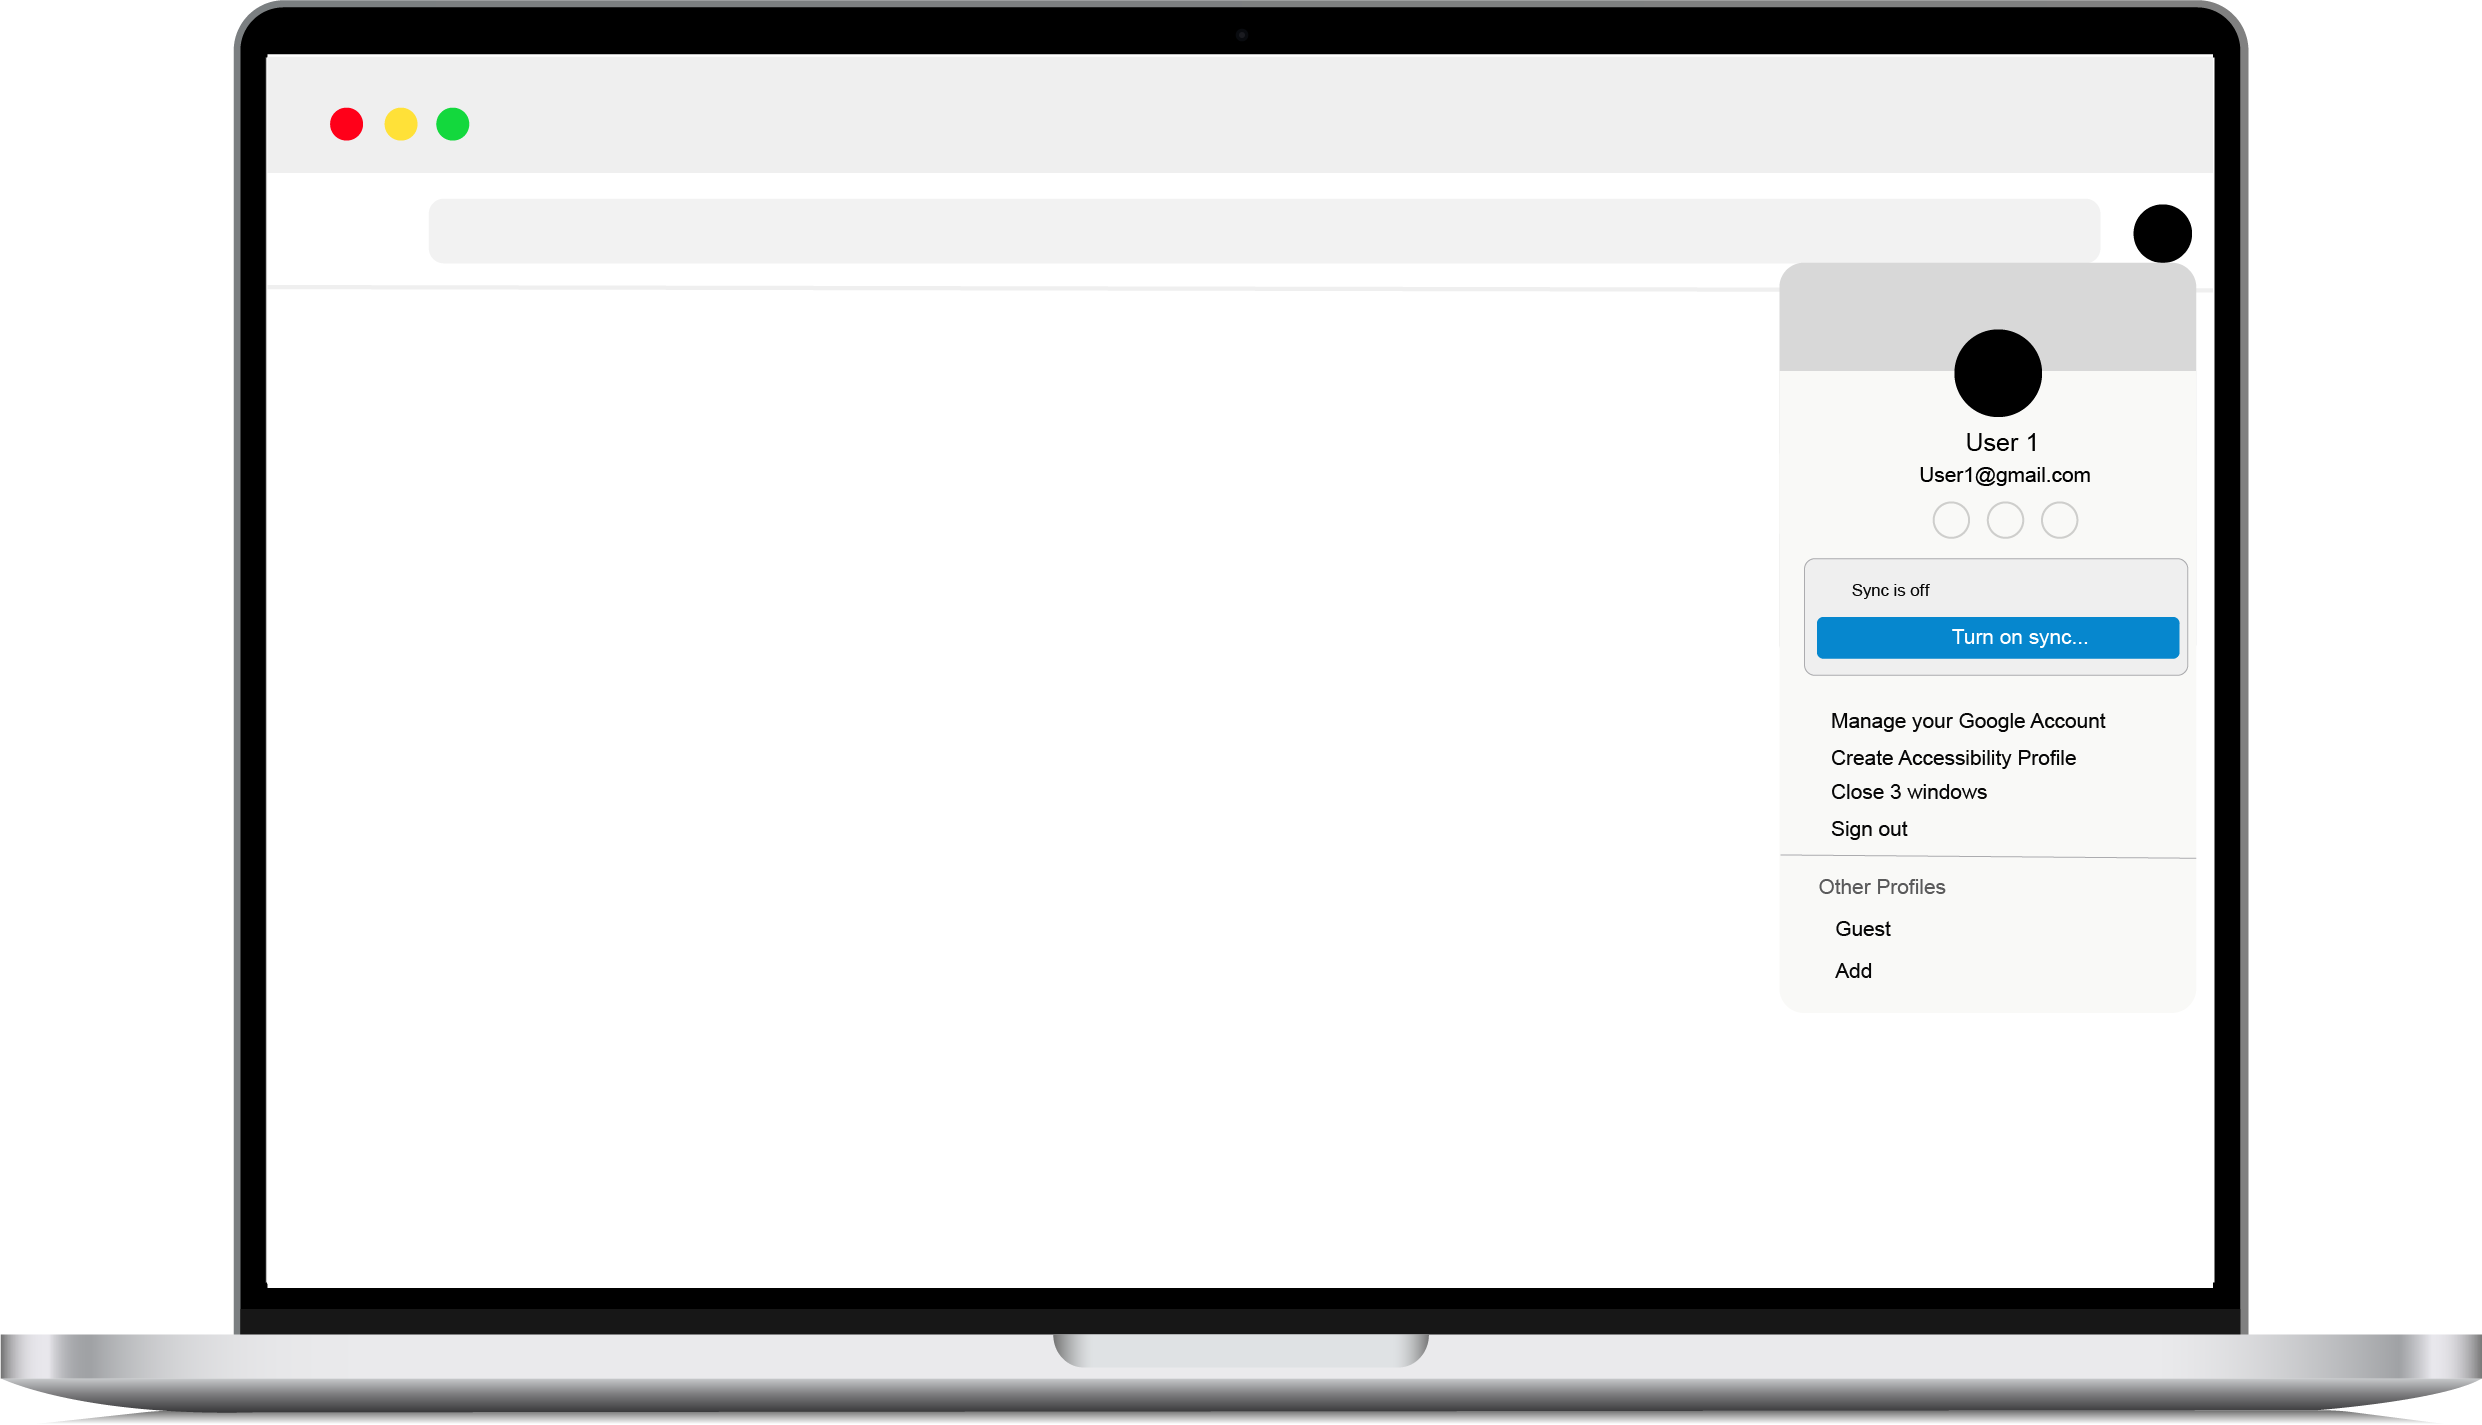 User 1
User1@gmail.com
Sync is off
Turn on sync...
Manage your Google Account
Create Accessibility Profile
Close 3 windows
Sign out
Other Profiles
Guest
Add